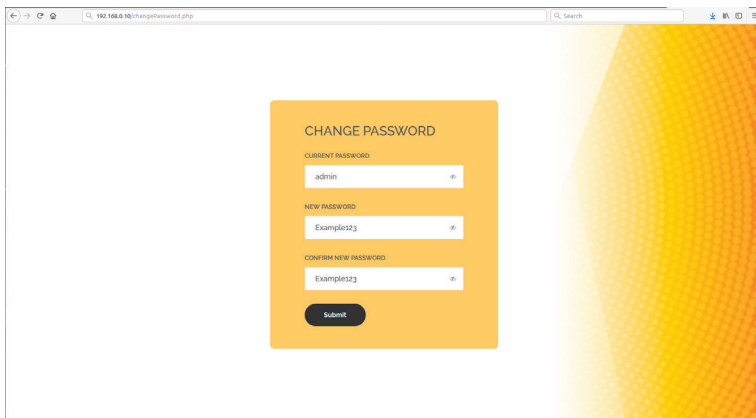 192.168.0.10/changePassword.php
Search
CHANGE PASSWORD
CURRENT PASSWORD
admin
NEW PASSWORD
Example123
CONFIRM NEW PASSWORD
Example123
Submit